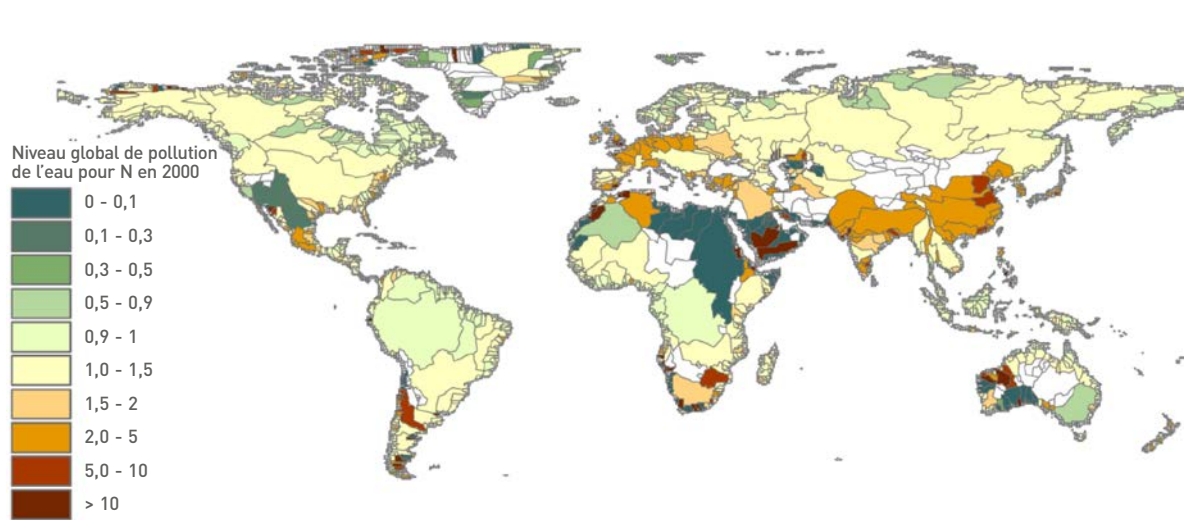 Niveau global de pollution
de l'eau pour N en 2000
0 - 0,1
0,1 - 0,3
0,3 - 0,5
0,5 - 0,9
0,9 - 1
1,0 - 1,5
1,5 - 2
2,0 - 5
5,0 - 10
> 10